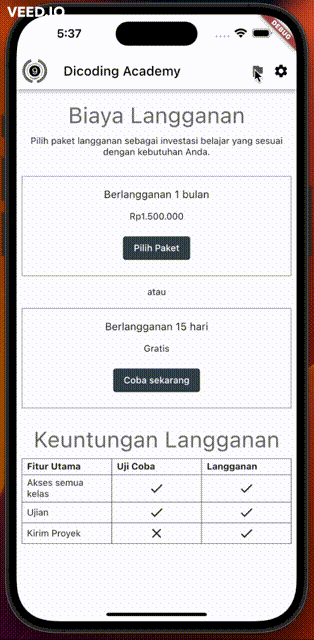 VEED.IO
5:37
DEBUG
9
Dicoding Academy
Biaya Langganan
Pilih paket langganan sebagai investasi belajar yang sesuai
dengan kebutuhan Anda.
Berlangganan 1 bulan
Rp1.500.000
Pilih Paket
atau
Berlangganan 15 hari
Gratis
Coba sekarang
Keuntungan Langganan
Fitur Utama Uji Coba Langganan
Akses semua
kelas
Ujian
Kirim Proyek